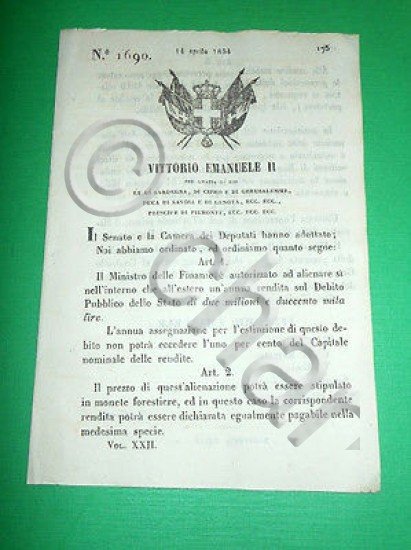 N.° 1690.
14 aprile 1854
175
VITTORIO EMANUELE II
PER GRAZIA DI DIO
RE DI SARDEGNA, DI CIPRO E DI GERUSALEMME,
DUCA DI SAVOIA E DI GENOVA, ECC. ECC.,
PRINCIPE DI PIEMONTE, ECC. ECC. ECC.
Il Senato e la Camera dei Deputati hanno adottato;
Noi abbiamo ordinato, ed ordiniamo quanto segue:
Art. 1.
Il Ministro delle Finanze è autorizzato ad alienare sì
nell'interno che all'estero un'annua rendita sul Debito
Pubblico dello Stato di due milioni e duecento mila
lire.
L'annua assegnazione per l'estinzione di questo de-
bito non potrà eccedere l'uno per cento del Capitale
nominale delle rendite.
Art. 2.
Il prezzo di quest'alienazione potrà essere stipulato
in monete forestiere, ed in questo caso la corrispondente
rendita potrà essere dichiarata egualmente pagabile nella
medesima specie.
Vol. XXII.